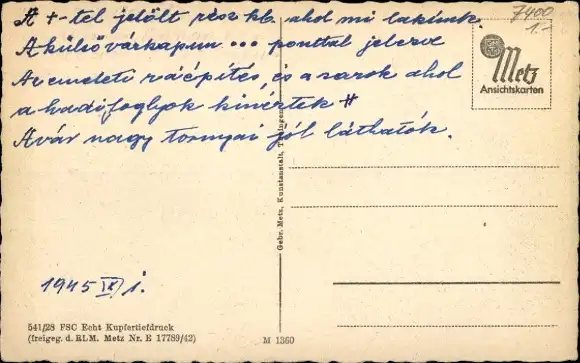 A +-tel jelölt rész kb. ahol mi lakunk.
A külső várkapun ... ponttal jelezve
Az emeleti ráépítés, és a sarok ahol
a hadifoglyok kinéztek #
A vár nagy tornyai jól láthatók.
1945 IX 1.
7400
1.-
Metz
Ansichtskarten
Gebr. Metz, Kunstanstalt, Tübingen
541/28 FSC Echt Kupfertiefdruck
(freigeg. d. RLM. Metz Nr. E 17789/42)
M 1360